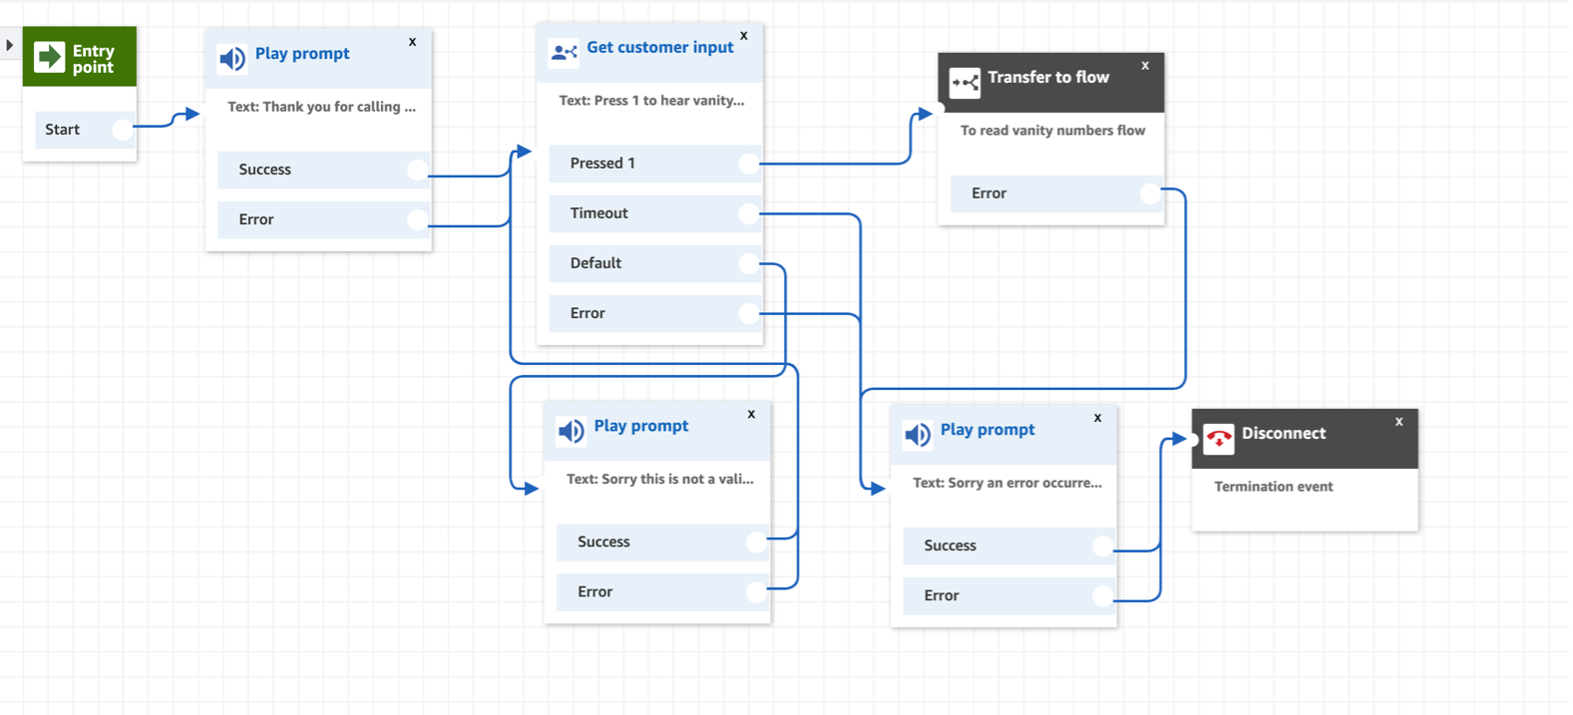 Entry
point
Start
Play prompt
x
Text: Thank you for calling ...
Success
Error
Get customer input
x
Text: Press 1 to hear vanity...
Pressed 1
Timeout
Default
Error
Transfer to flow
x
To read vanity numbers flow
Error
Play prompt
x
Text: Sorry this is not a vali...
Success
Error
Play prompt
x
Text: Sorry an error occurre...
Success
Error
Disconnect
x
Termination event